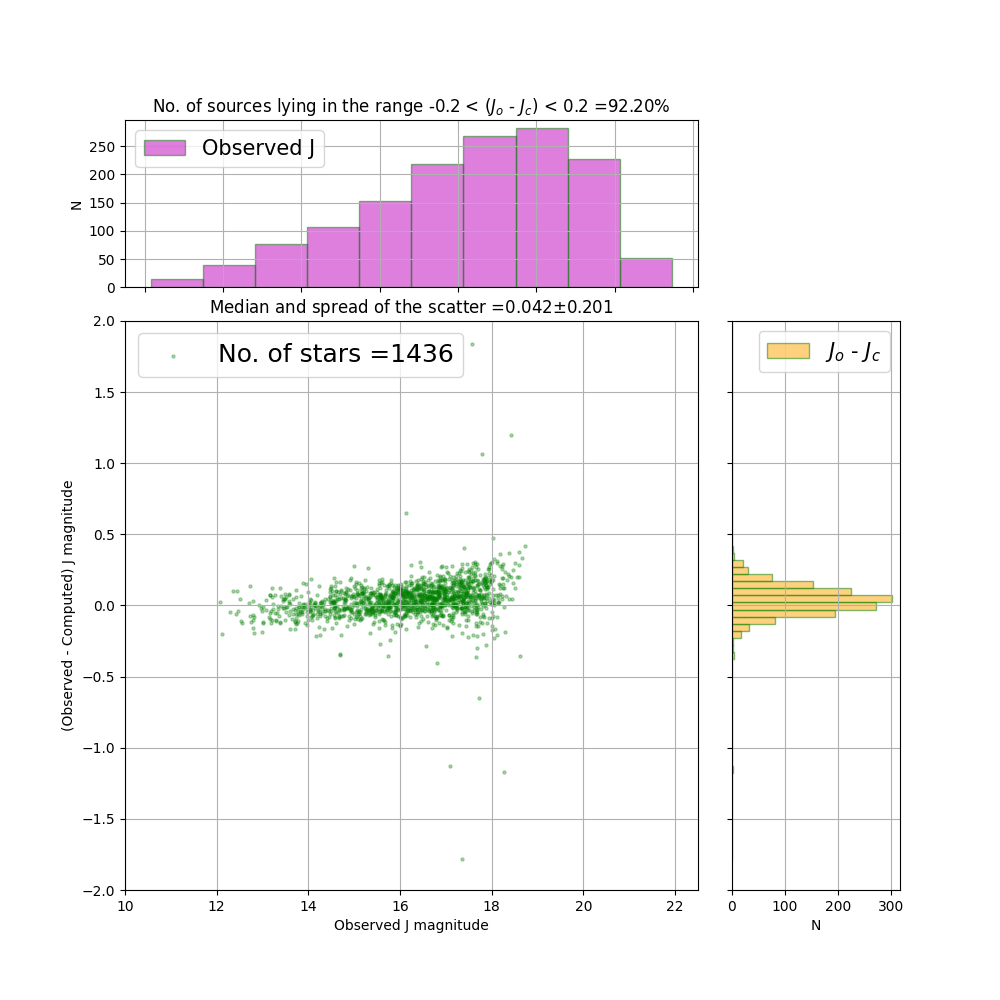 No. of sources lying in the range -0.2 < (J_o - J_c) < 0.2 =92.20%
Observed J
N
250
200
150
100
50
0
Median and spread of the scatter =0.042±0.201
No. of stars =1436
J_o - J_c
(Observed - Computed) J magnitude
2.0
1.5
1.0
0.5
0.0
−0.5
−1.0
−1.5
−2.0
10 12 14 16 18 20 22
Observed J magnitude
0 100 200 300
N